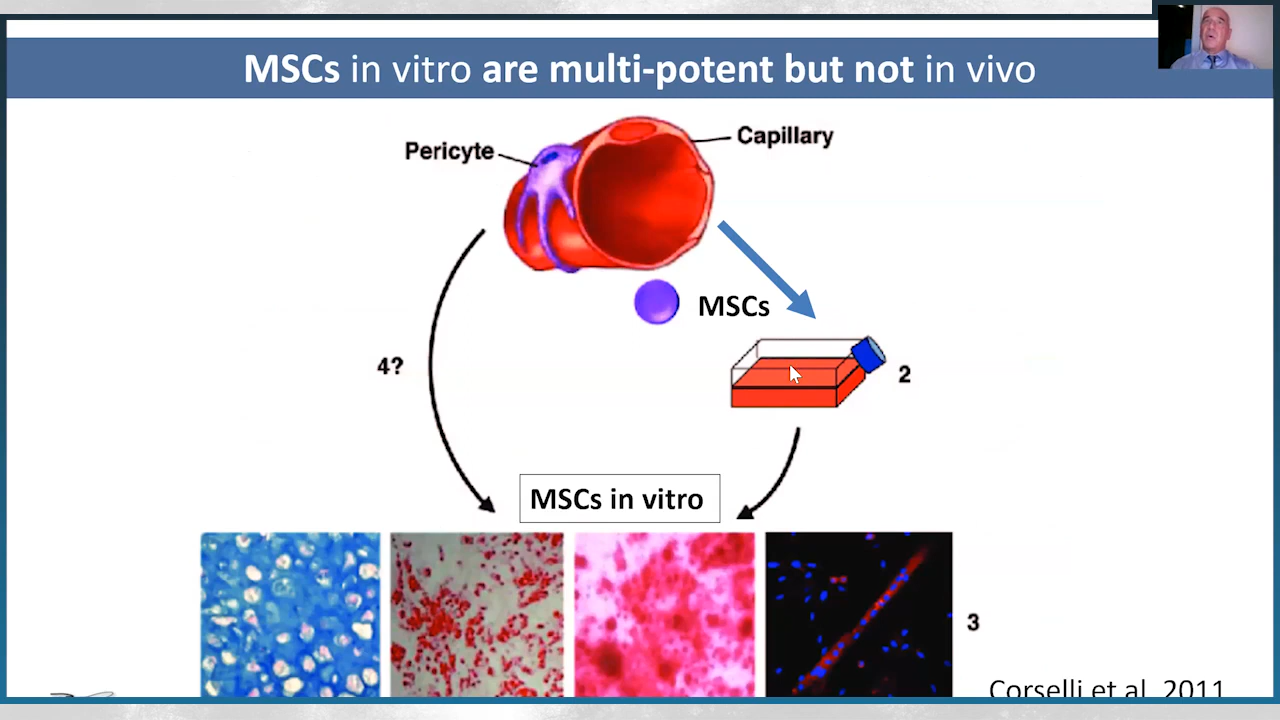 MSCs in vitro are multi-potent but not in vivo
Pericyte
Capillary
MSCs
4?
2
MSCs in vitro
3
Corselli et al. 2011